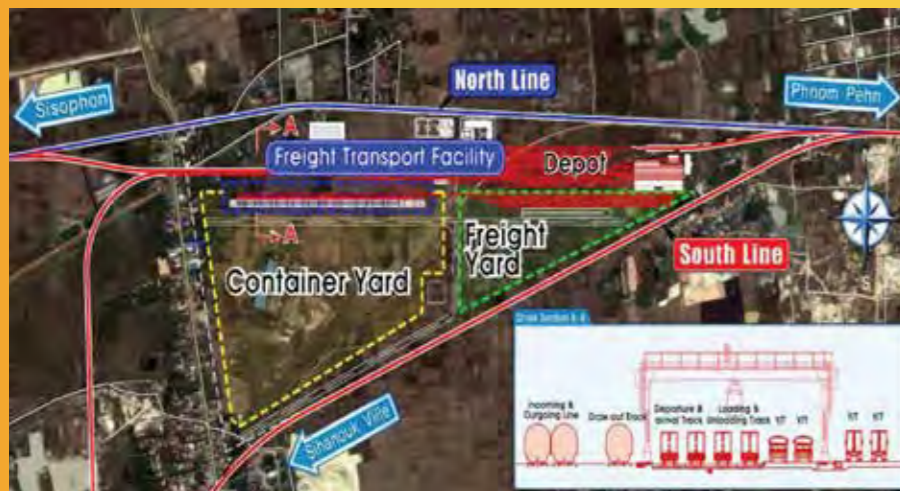 North Line
Sisophon
Phnom Pehn
A
Freight Transport Facility
Depot
A
Freight
Yard
South Line
Container Yard
Cross Section A-A
Sihanouk Ville
Incoming &
Outgoing Line
Draw out Track
Departure &
Arrival Track
Loading &
Unloading Track
Y/T
Y/T
Y/T
Y/T